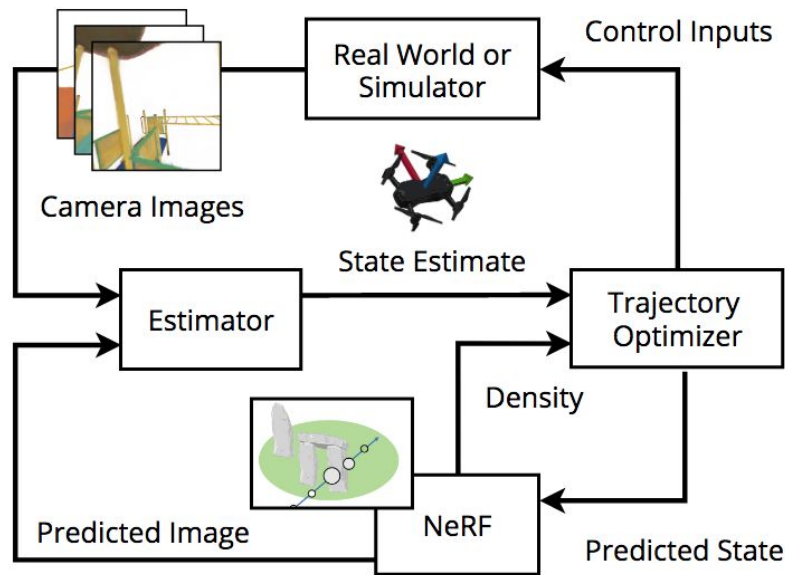 Real World or
Simulator
Control Inputs
Camera Images
State Estimate
Estimator
Trajectory
Optimizer
Density
Predicted Image
NeRF
Predicted State